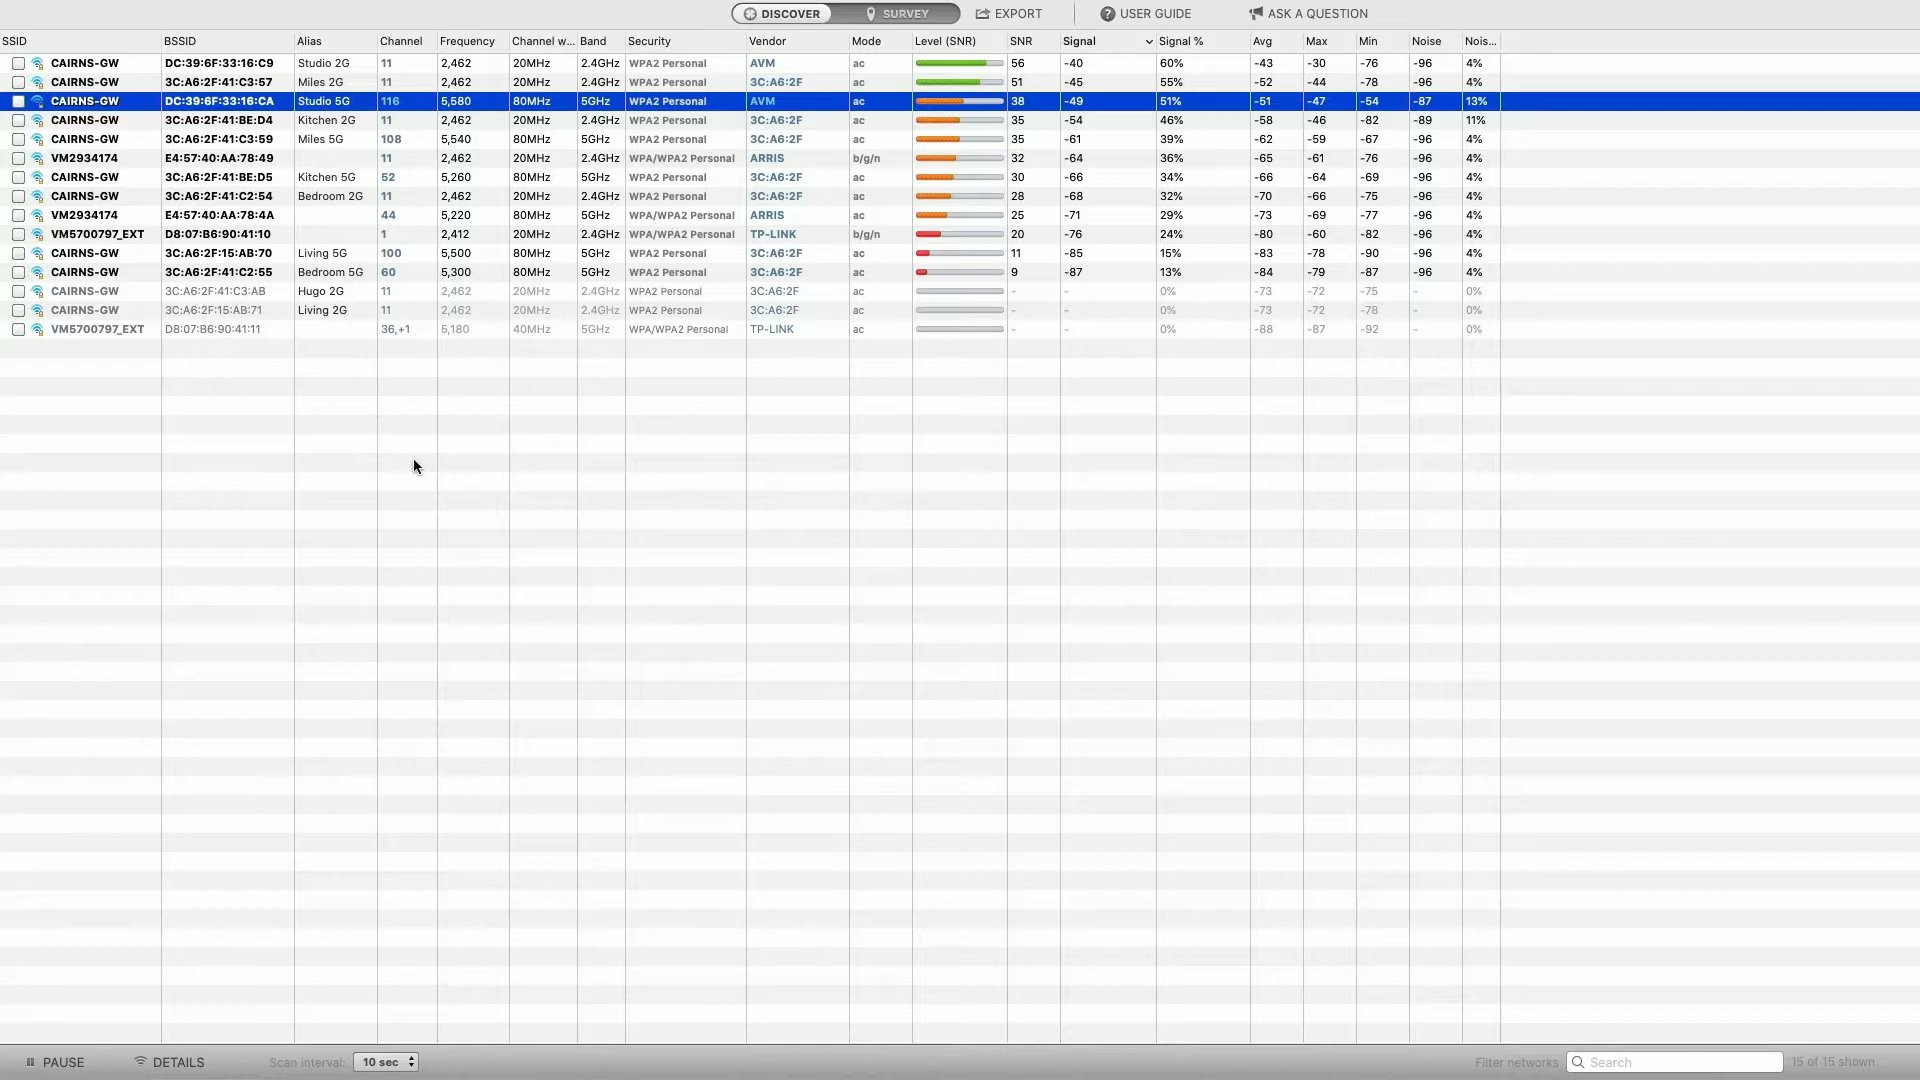 DISCOVER SURVEY EXPORT USER GUIDE ASK A QUESTION
SSID BSSID Alias Channel Frequency Channel w... Band Security Vendor Mode Level (SNR) SNR Signal Signal % Avg Max Min Noise Nois...
CAIRNS-GW DC:39:6F:33:16:C9 Studio 2G 11 2,462 20MHz 2.4GHz WPA2 Personal AVM ac 56 -40 60% -43 -30 -76 -96 4%
CAIRNS-GW 3C:A6:2F:41:C3:57 Miles 2G 11 2,462 20MHz 2.4GHz WPA2 Personal 3C:A6:2F ac 51 -45 55% -52 -44 -78 -96 4%
CAIRNS-GW DC:39:6F:33:16:CA Studio 5G 116 5,580 80MHz 5GHz WPA2 Personal AVM ac 38 -49 51% -51 -47 -54 -87 13%
CAIRNS-GW 3C:A6:2F:41:BE:D4 Kitchen 2G 11 2,462 20MHz 2.4GHz WPA2 Personal 3C:A6:2F ac 35 -54 46% -58 -46 -82 -89 11%
CAIRNS-GW 3C:A6:2F:41:C3:59 Miles 5G 108 5,540 80MHz 5GHz WPA2 Personal 3C:A6:2F ac 35 -61 39% -62 -59 -67 -96 4%
VM2934174 E4:57:40:AA:78:49 11 2,462 20MHz 2.4GHz WPA/WPA2 Personal ARRIS b/g/n 32 -64 36% -65 -61 -76 -96 4%
CAIRNS-GW 3C:A6:2F:41:BE:D5 Kitchen 5G 52 5,260 80MHz 5GHz WPA2 Personal 3C:A6:2F ac 30 -66 34% -66 -64 -69 -96 4%
CAIRNS-GW 3C:A6:2F:41:C2:54 Bedroom 2G 11 2,462 20MHz 2.4GHz WPA2 Personal 3C:A6:2F ac 28 -68 32% -70 -66 -75 -96 4%
VM2934174 E4:57:40:AA:78:4A 44 5,220 80MHz 5GHz WPA/WPA2 Personal ARRIS ac 25 -71 29% -73 -69 -77 -96 4%
VM5700797_EXT D8:07:B6:90:41:10 1 2,412 20MHz 2.4GHz WPA/WPA2 Personal TP-LINK b/g/n 20 -76 24% -80 -60 -82 -96 4%
CAIRNS-GW 3C:A6:2F:15:AB:70 Living 5G 100 5,500 80MHz 5GHz WPA2 Personal 3C:A6:2F ac 11 -85 15% -83 -78 -90 -96 4%
CAIRNS-GW 3C:A6:2F:41:C2:55 Bedroom 5G 60 5,300 80MHz 5GHz WPA2 Personal 3C:A6:2F ac 9 -87 13% -84 -79 -87 -96 4%
CAIRNS-GW 3C:A6:2F:41:C3:AB Hugo 2G 11 2,462 20MHz 2.4GHz WPA2 Personal 3C:A6:2F ac - - 0% -73 -72 -75 - 0%
CAIRNS-GW 3C:A6:2F:15:AB:71 Living 2G 11 2,462 20MHz 2.4GHz WPA2 Personal 3C:A6:2F ac - - 0% -73 -72 -78 - 0%
VM5700797_EXT D8:07:B6:90:41:11 36,+1 5,180 40MHz 5GHz WPA/WPA2 Personal TP-LINK ac - - 0% -88 -87 -92 - 0%
PAUSE DETAILS Scan interval: 10 sec Filter networks Search 15 of 15 shown